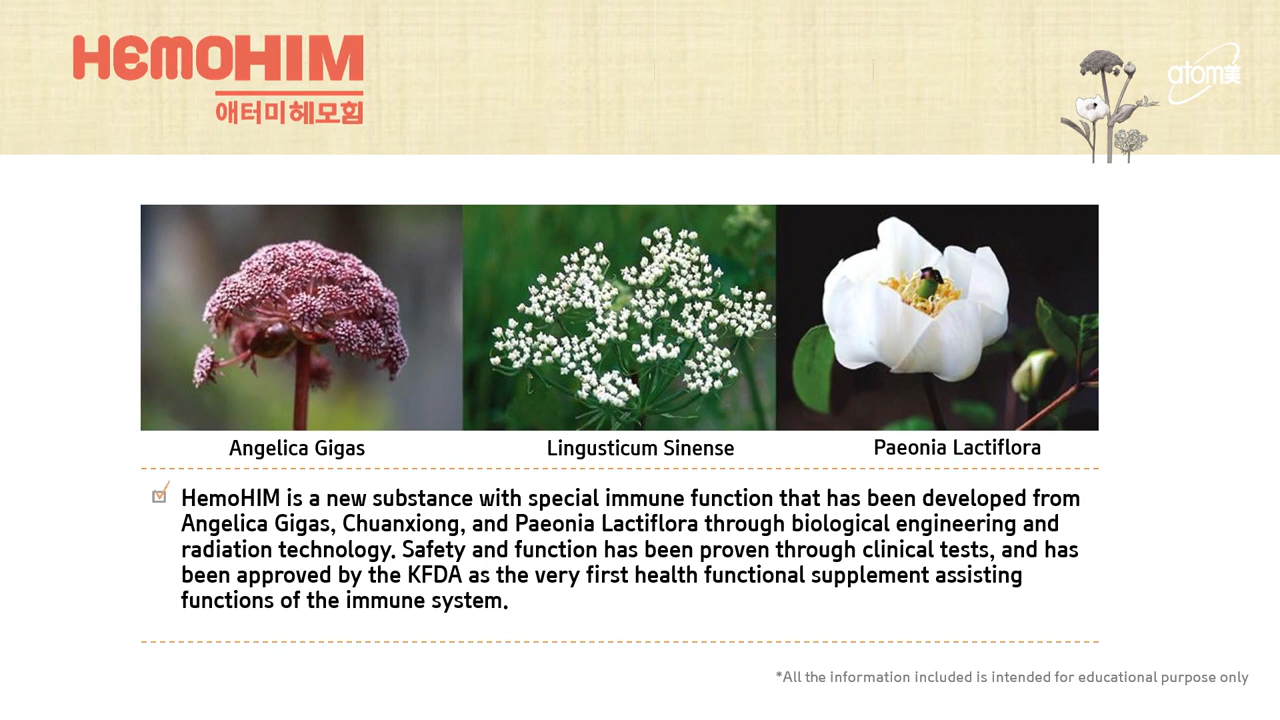 HEMOHIM
애터미 헤모힘
atom美
Angelica Gigas
Lingusticum Sinense
Paeonia Lactiflora
HemoHIM is a new substance with special immune function that has been developed from
Angelica Gigas, Chuanxiong, and Paeonia Lactiflora through biological engineering and
radiation technology. Safety and function has been proven through clinical tests, and has
been approved by the KFDA as the very first health functional supplement assisting
functions of the immune system.
*All the information included is intended for educational purpose only